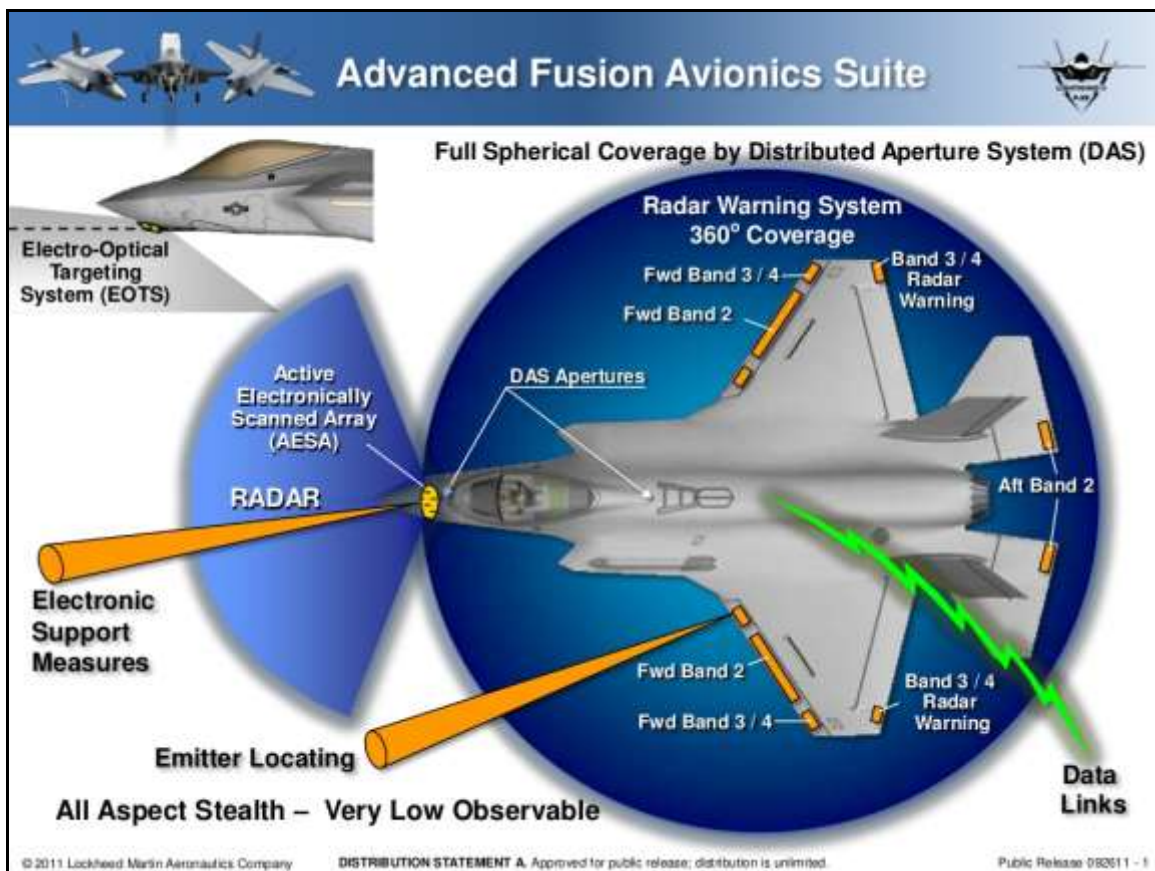 Advanced Fusion Avionics Suite
Full Spherical Coverage by Distributed Aperture System (DAS)
Electro-Optical
Targeting
System (EOTS)
Radar Warning System
360° Coverage
Fwd Band 3 / 4
Band 3 / 4
Radar
Warning
Fwd Band 2
Active
Electronically
Scanned Array
(AESA)
DAS Apertures
RADAR
Aft Band 2
Electronic
Support
Measures
Fwd Band 2
Band 3 / 4
Radar
Warning
Fwd Band 3 / 4
Emitter Locating
Data
Links
All Aspect Stealth – Very Low Observable
© 2011 Lockheed Martin Aeronautics Company
DISTRIBUTION STATEMENT A. Approved for public release; distribution is unlimited.
Public Release 092611 - 1